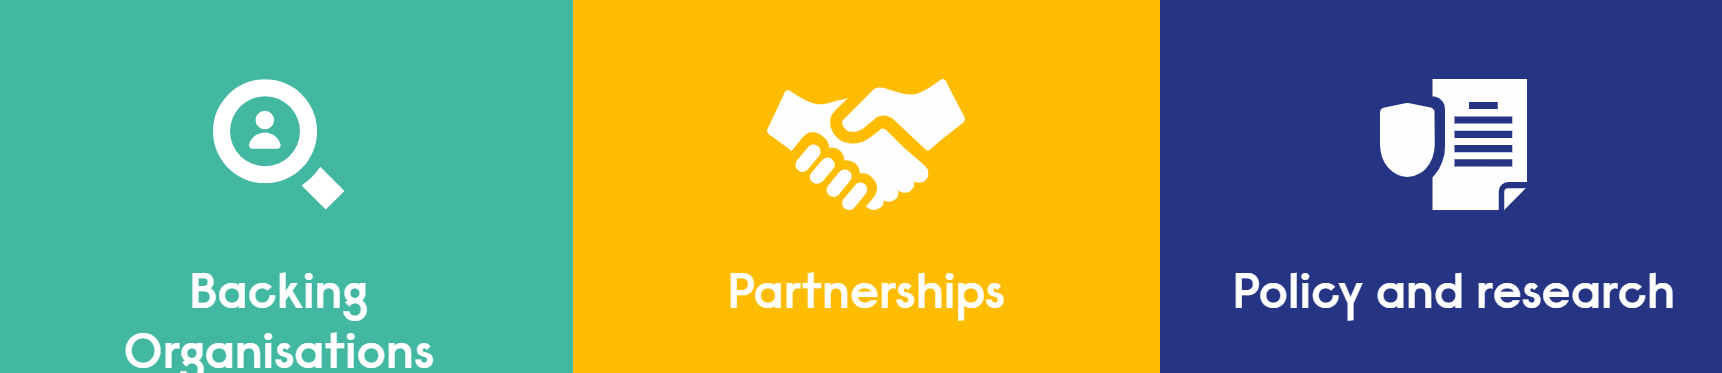 Backing
Organisations
Partnerships
Policy and research